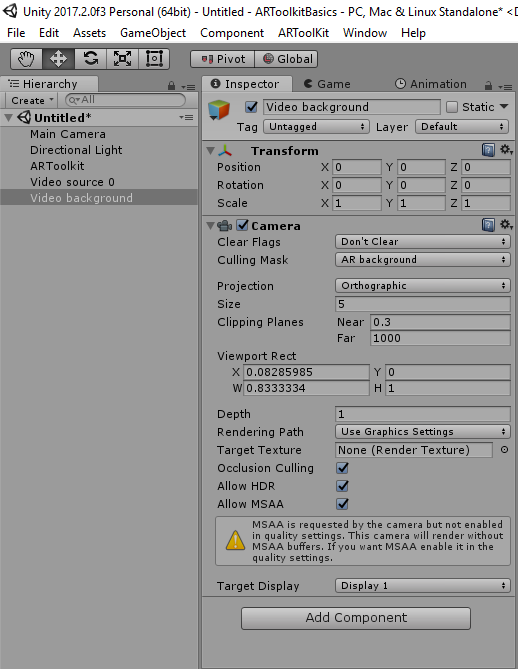 Unity 2017.2.0f3 Personal (64bit) - Untitled - ARToolkitBasics - PC, Mac & Linux Standalone* <
File Edit Assets GameObject Component ARToolKit Window Help
Pivot Global
Hierarchy
Create All
Untitled*
Main Camera
Directional Light
ARToolkit
Video source 0
Video background
Inspector Game Animation
Video background Static
Tag Untagged Layer Default
Transform
Position X 0 Y 0 Z 0
Rotation X 0 Y 0 Z 0
Scale X 1 Y 1 Z 1
Camera
Clear Flags Don't Clear
Culling Mask AR background
Projection Orthographic
Size 5
Clipping Planes Near 0.3
Far 1000
Viewport Rect
X 0.08285985 Y 0
W 0.8333334 H 1
Depth 1
Rendering Path Use Graphics Settings
Target Texture None (Render Texture)
Occlusion Culling
Allow HDR
Allow MSAA
MSAA is requested by the camera but not enabled
in quality settings. This camera will render without
MSAA buffers. If you want MSAA enable it in the
quality settings.
Target Display Display 1
Add Component